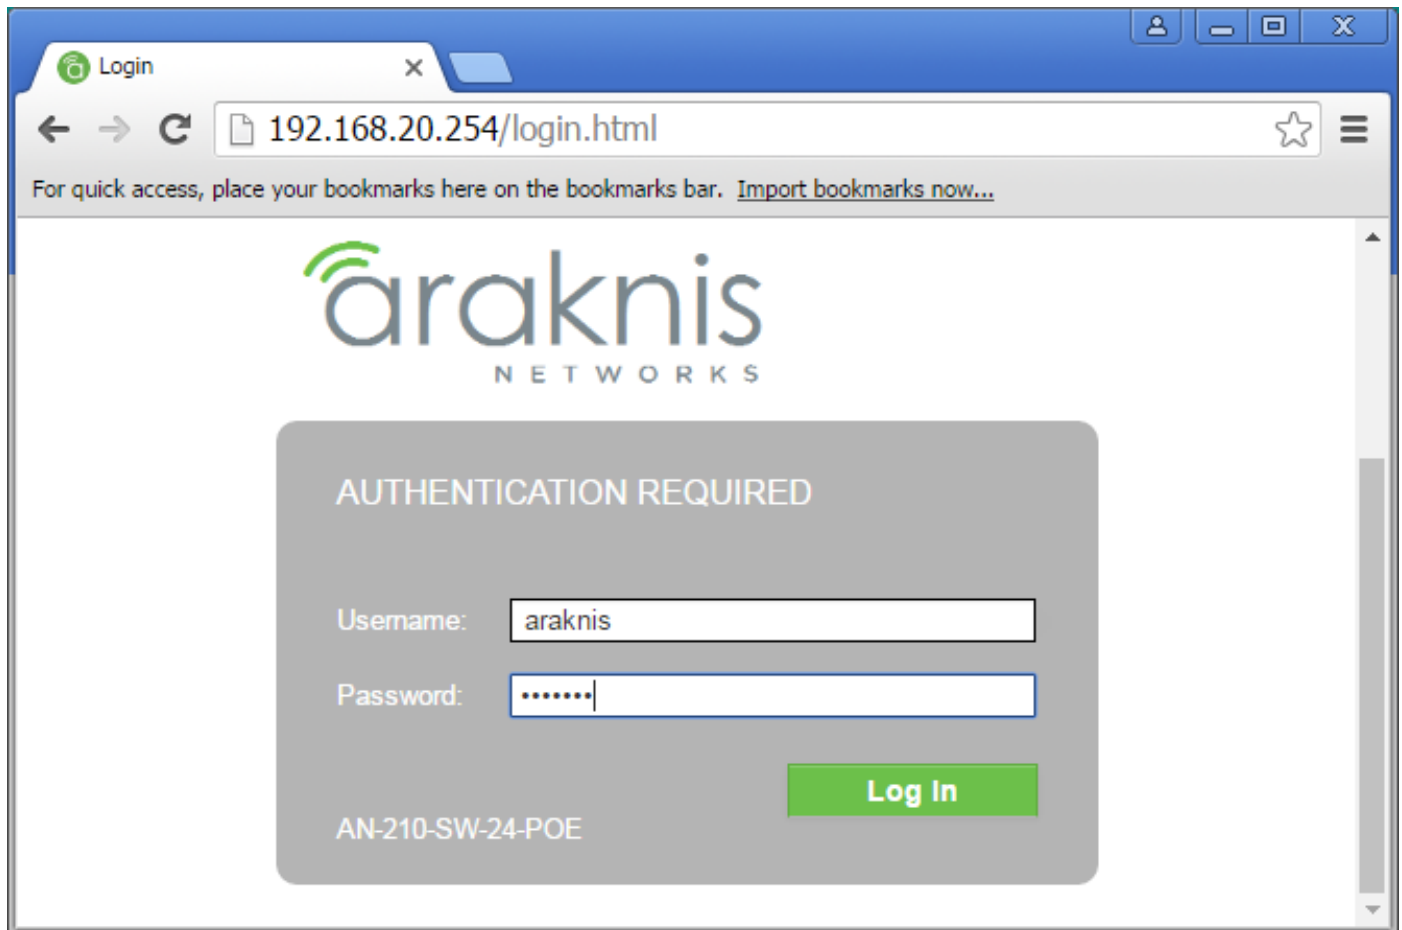 Login
192.168.20.254/login.html
For quick access, place your bookmarks here on the bookmarks bar. Import bookmarks now...
araknis
NETWORKS
AUTHENTICATION REQUIRED
Username: araknis
Password: •••••••
Log In
AN-210-SW-24-POE